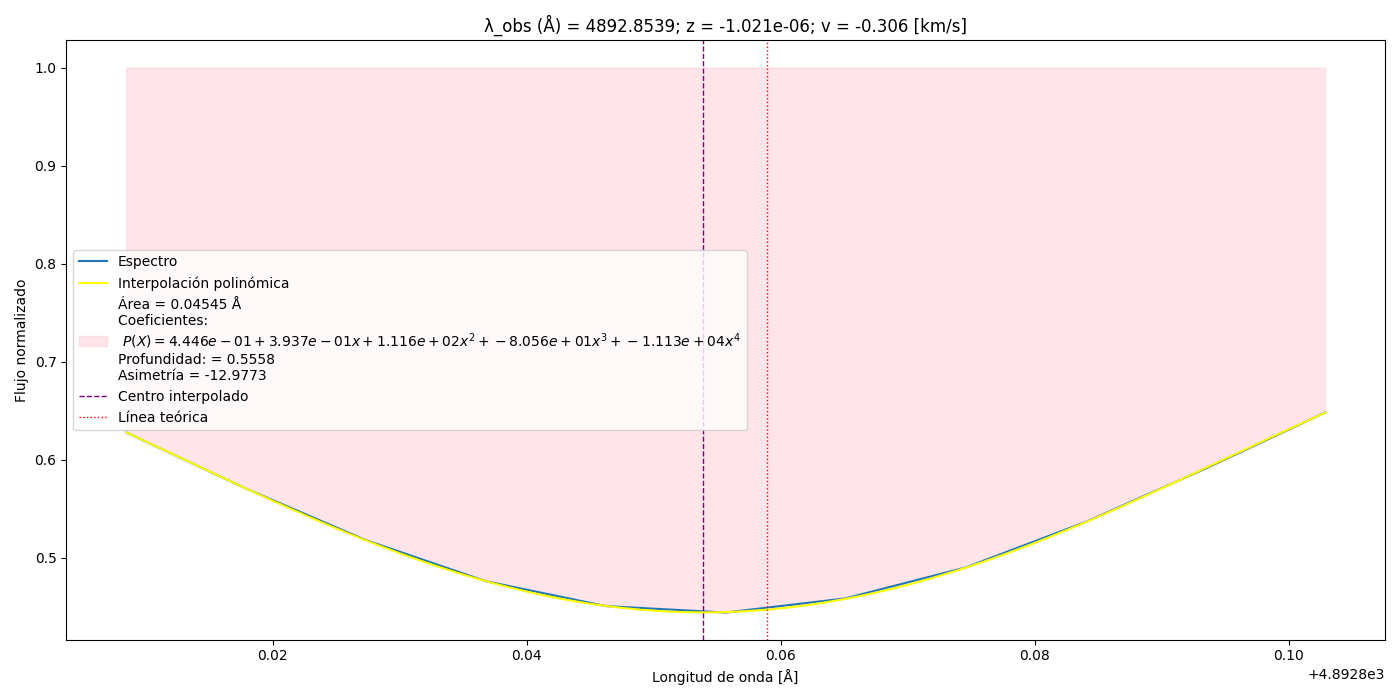 λ_obs (Å) = 4892.8539; z = -1.021e-06; v = -0.306 [km/s]
1.0
0.9
0.8
0.7
0.6
0.5
Flujo normalizado
Espectro
Interpolación polinómica
Área = 0.04545 Å
Coeficientes:
P(X) = 4.446e − 01 + 3.937e − 01x + 1.116e + 02x² + −8.056e + 01x³ + −1.113e + 04x⁴
Profundidad: = 0.5558
Asimetría = -12.9773
Centro interpolado
Línea teórica
0.02
0.04
0.06
0.08
0.10
+4.8928e3
Longitud de onda [Å]